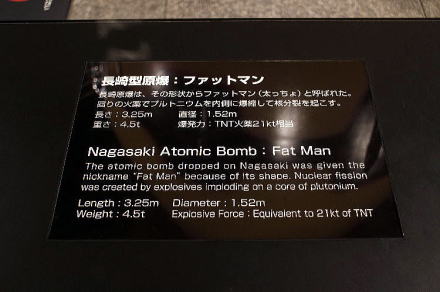 長崎型原爆：ファットマン
長崎原爆は、その形状からファットマン（太っちょ）と呼ばれた。
回りの火薬でプルトニウムを内側に爆縮して核分裂を起こす。
長さ：3.25m　直径：1.52m
重さ：4.5t　爆発力：TNT火薬21kt相当
Nagasaki Atomic Bomb : Fat Man
The atomic bomb dropped on Nagasaki was given the
nickname "Fat Man" because of its shape. Nuclear fission
was created by explosives imploding on a core of plutonium.
Length : 3.25m　Diameter : 1.52m
Weight : 4.5t　Explosive Force : Equivalent to 21kt of TNT